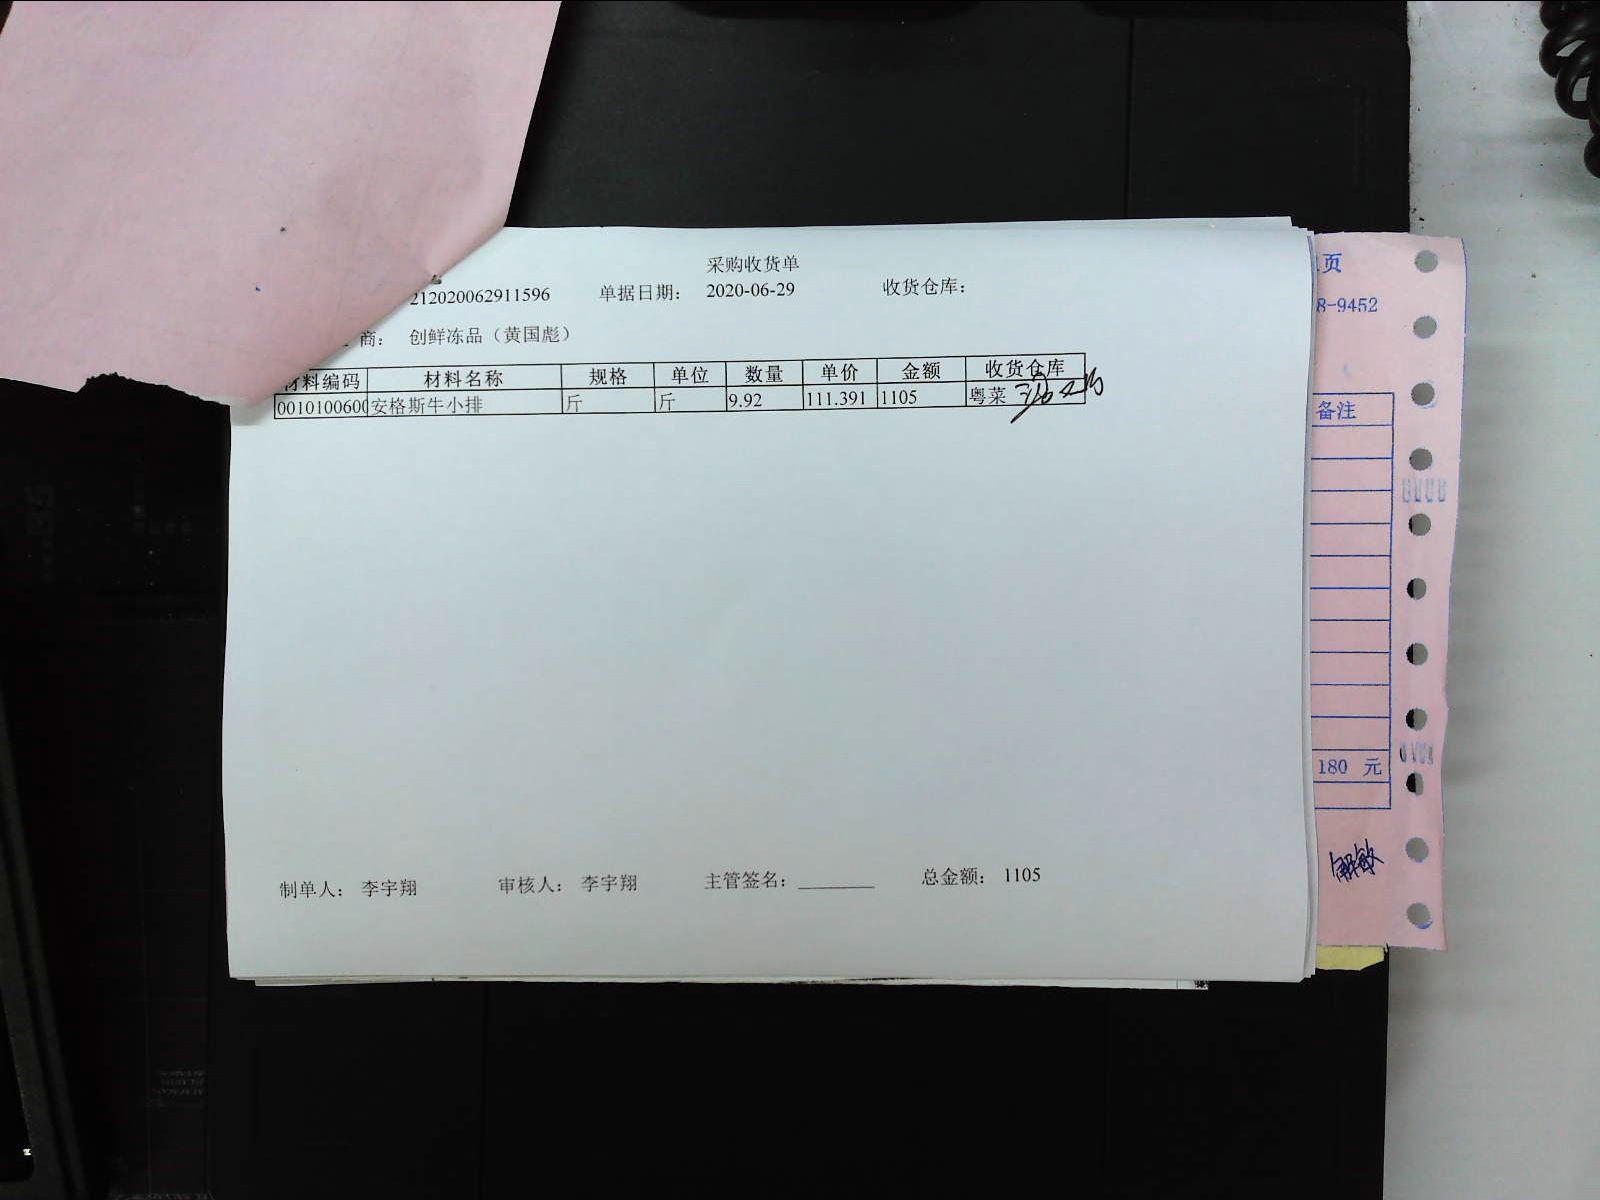 采购收货单
212020062911596 单据日期： 2020-06-29 收货仓库：
商： 创鲜冻品（黄国彪）
材料编码 材料名称 规格 单位 数量 单价 金额 收货仓库
0010100600 安格斯牛小排 斤 斤 9.92 111.391 1105 粤菜
制单人： 李宇翔 审核人： 李宇翔 主管签名：________ 总金额： 1105
页
8-9452
备注
180 元